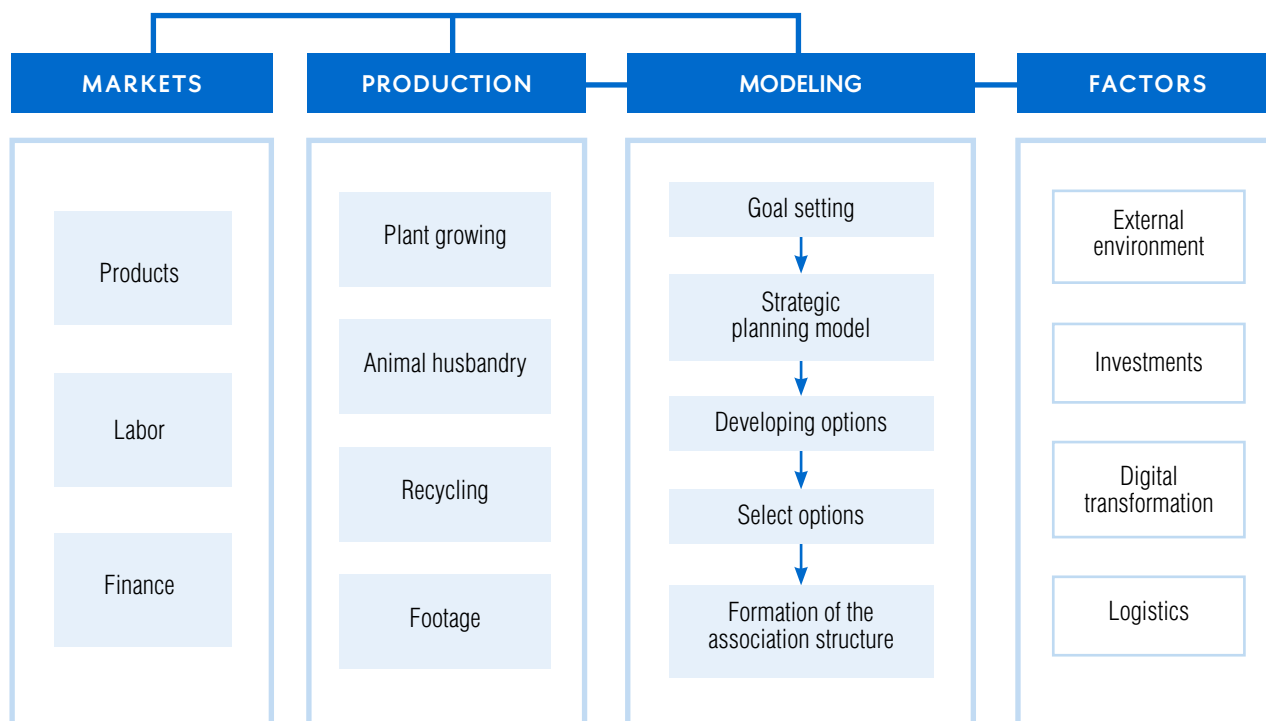 MARKETS
PRODUCTION
MODELING
FACTORS
Products
Labor
Finance
Plant growing
Animal husbandry
Recycling
Footage
Goal setting
Strategic
planning model
Developing options
Select options
Formation of the
association structure
External
environment
Investments
Digital
transformation
Logistics